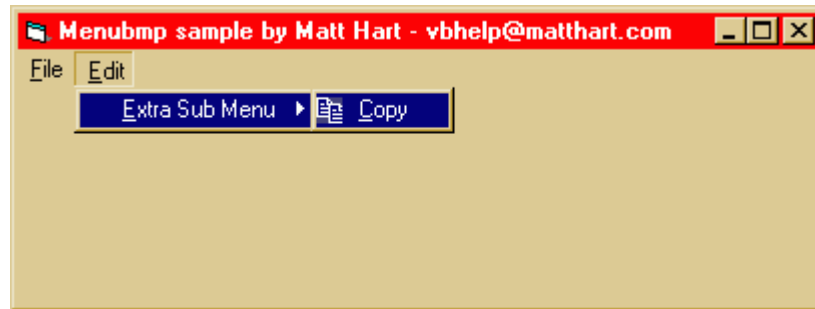 Menubmp sample by Matt Hart - vbhelp@matthart.com
File Edit
Extra Sub Menu Copy